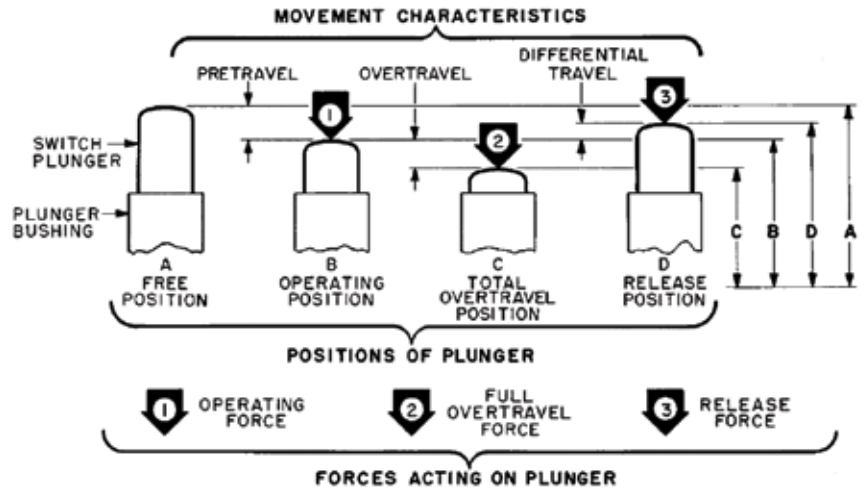 MOVEMENT CHARACTERISTICS
PRETRAVEL
OVERTRAVEL
DIFFERENTIAL
TRAVEL
1
2
3
SWITCH
PLUNGER
PLUNGER
BUSHING
A
FREE
POSITION
B
OPERATING
POSITION
C
TOTAL
OVERTRAVEL
POSITION
D
RELEASE
POSITION
C
B
D
A
POSITIONS OF PLUNGER
1
OPERATING
FORCE
2
FULL
OVERTRAVEL
FORCE
3
RELEASE
FORCE
FORCES ACTING ON PLUNGER